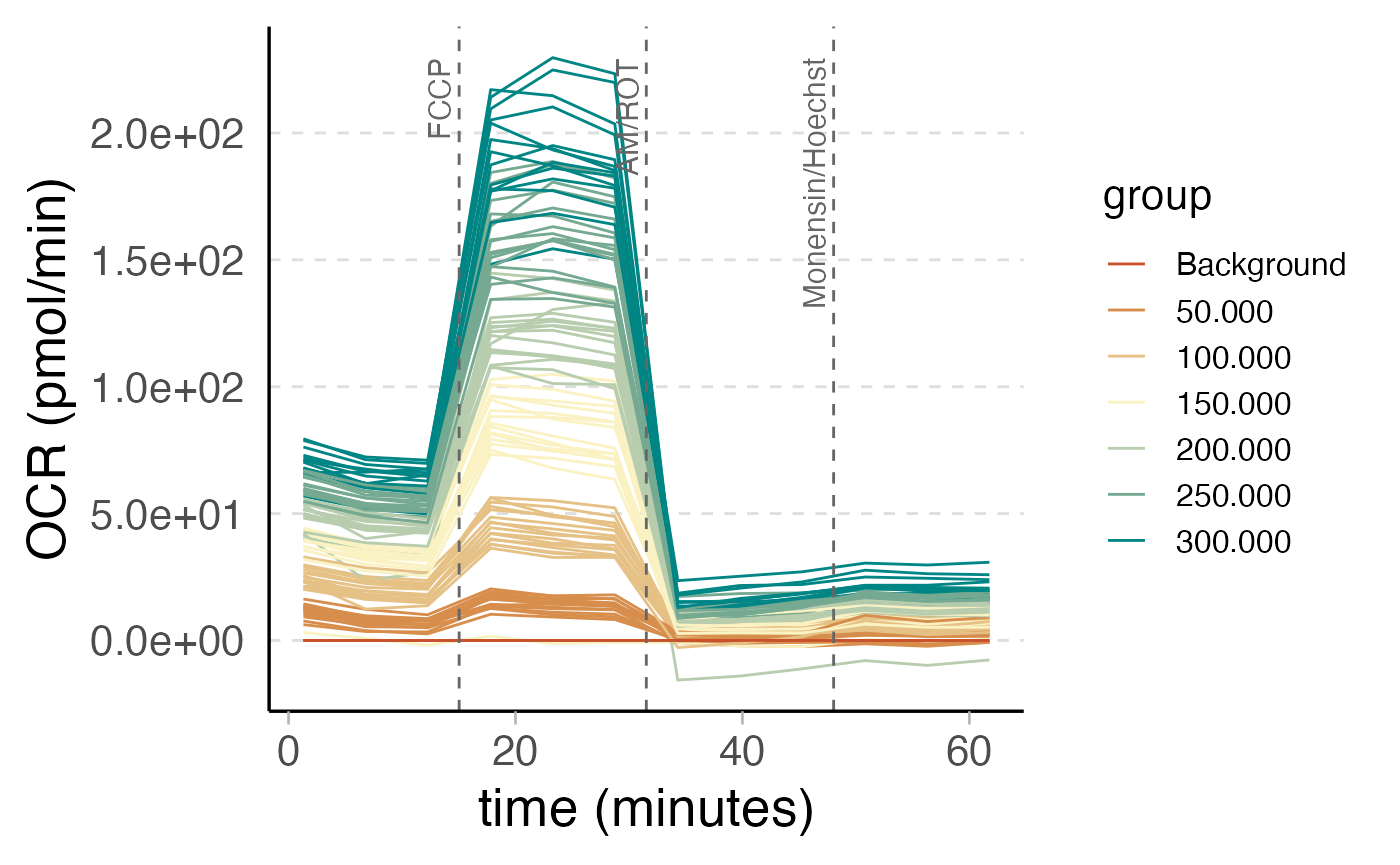 OCR (pmol/min)
2.0e+02
1.5e+02
1.0e+02
5.0e+01
0.0e+00
FCCP
AM/ROT
Monensin/Hoechst
0
20
40
60
time (minutes)
group
Background
50.000
100.000
150.000
200.000
250.000
300.000